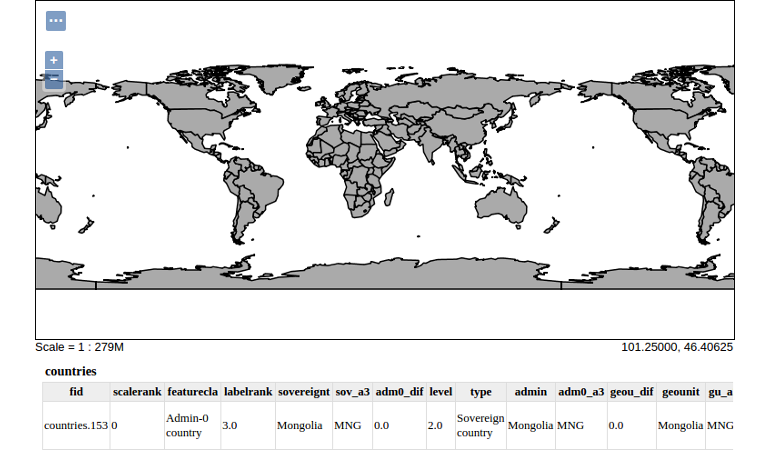 ...
+
−
Scale = 1 : 279M 101.25000, 46.40625
countries
fid scalerank featurecla labelrank sovereignt sov_a3 adm0_dif level type admin adm0_a3 geou_dif geounit gu_a
countries.153 0 Admin-0 country 3.0 Mongolia MNG 0.0 2.0 Sovereign country Mongolia MNG 0.0 Mongolia MNG